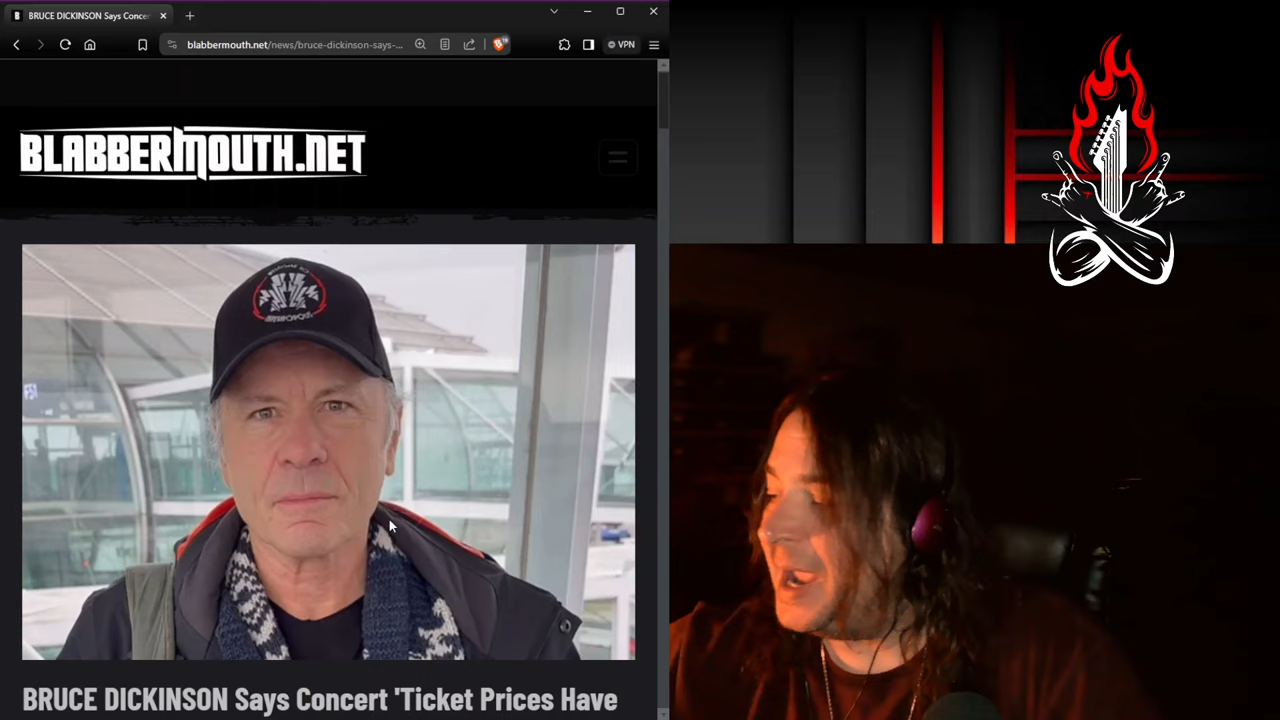 BRUCE DICKINSON Says Concer
blabbermouth.net/news/bruce-dickinson-says-...
VPN
BLABBERMOUTH.NET
BRUCE DICKINSON Says Concert 'Ticket Prices Have